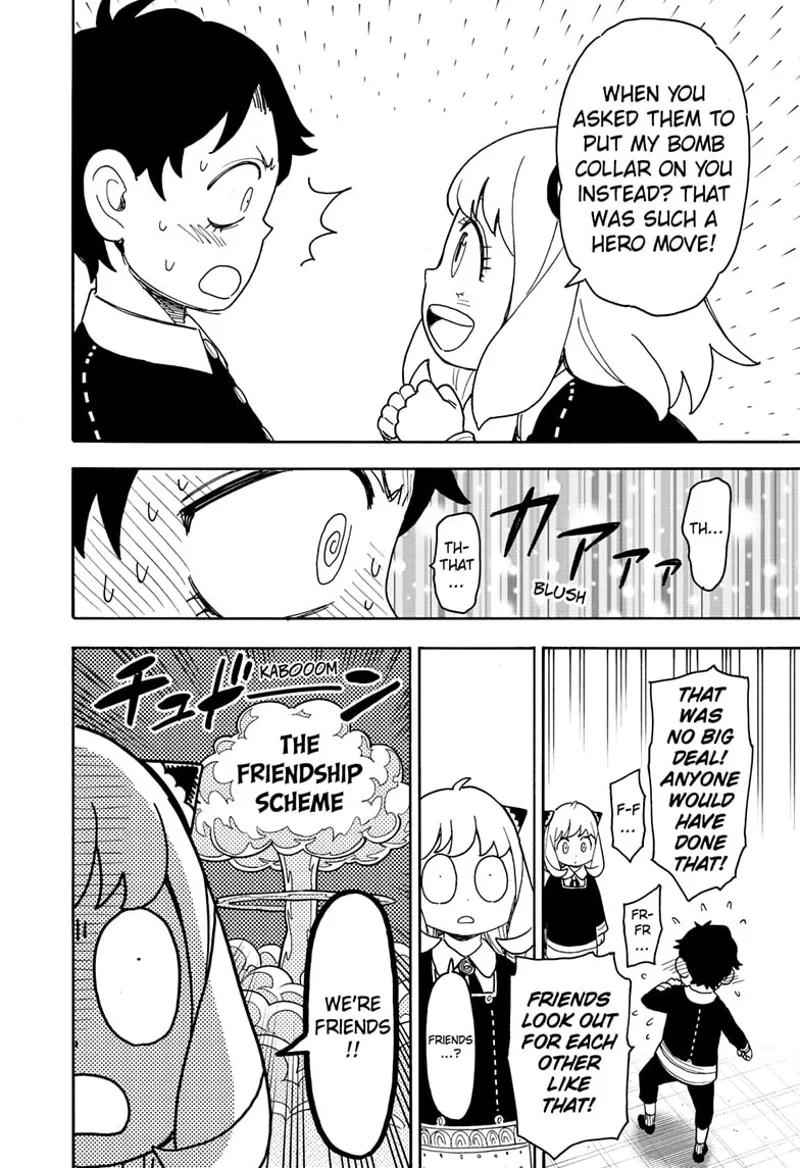 WHEN YOU
ASKED THEM TO
PUT MY BOMB
COLLAR ON YOU
INSTEAD? THAT
WAS SUCH A
HERO MOVE!
TH...
カアアァァ
BLUSH
TH-
THAT
...
THAT
WAS
NO BIG
DEAL!
ANYONE
WOULD
HAVE
DONE
THAT!
F-F
...
FR-
FR
...
FRIENDS
LOOK OUT
FOR EACH
OTHER
LIKE
THAT!
FRIENDS
...?
チュドーン
KABOOOM
THE
FRIENDSHIP
SCHEME
WE'RE
FRIENDS
!!